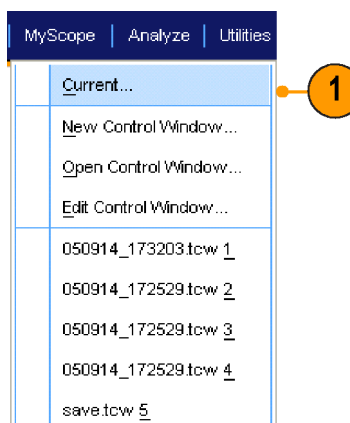 MyScope | Analyze | Utilities
Current...
1
New Control Window...
Open Control Window...
Edit Control Window...
050914_173203.tcw 1
050914_172529.tcw 2
050914_172529.tcw 3
050914_172529.tcw 4
save.tcw 5